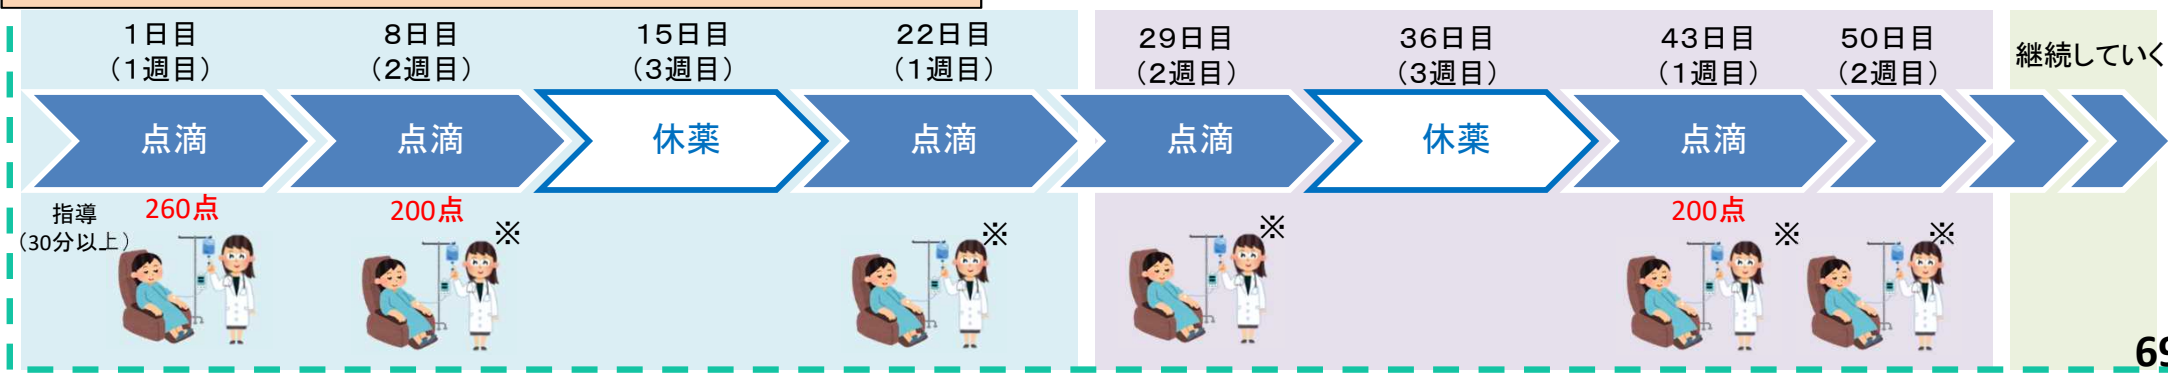 1日目
（1週目）
8日目
（2週目）
15日目
（3週目）
22日目
（1週目）
29日目
（2週目）
36日目
（3週目）
43日目
（1週目）
50日目
（2週目）
継続していく
点滴
点滴
休薬
点滴
点滴
休薬
点滴
指導
（30分以上）
260点
200点
※
※
※
200点
※
※
69